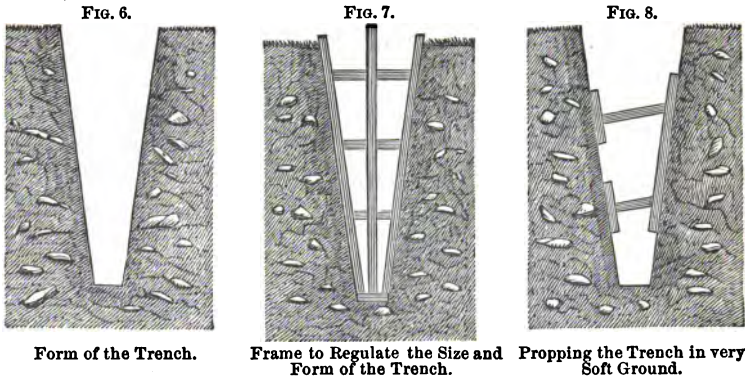 FIG. 6.
FIG. 7.
FIG. 8.
Form of the Trench.
Frame to Regulate the Size and
Form of the Trench.
Propping the Trench in very
Soft Ground.